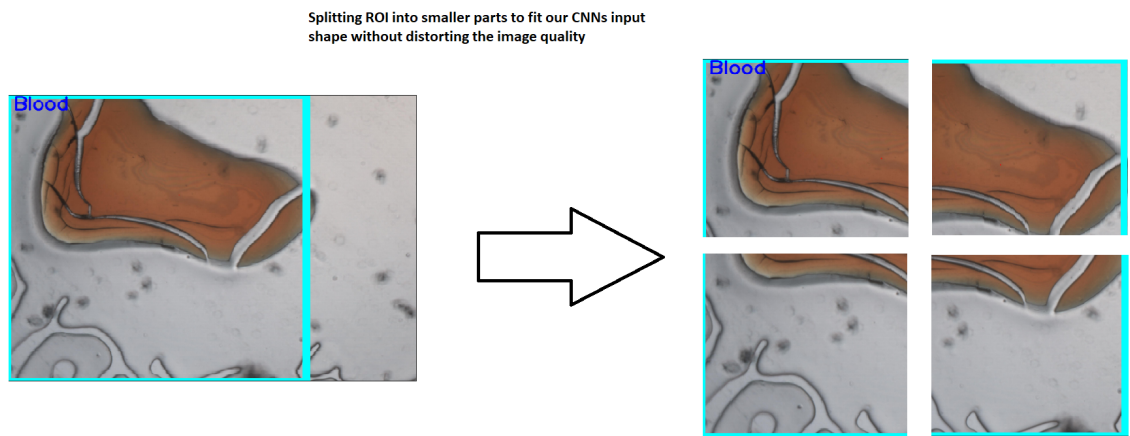 Splitting ROI into smaller parts to fit our CNNs input
shape without distorting the image quality
Blood
Blood